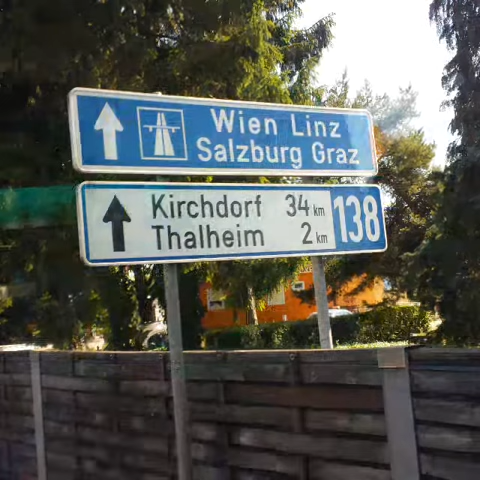 Wien Linz
Salzburg Graz
Kirchdorf 34 km
Thalheim 2 km
138